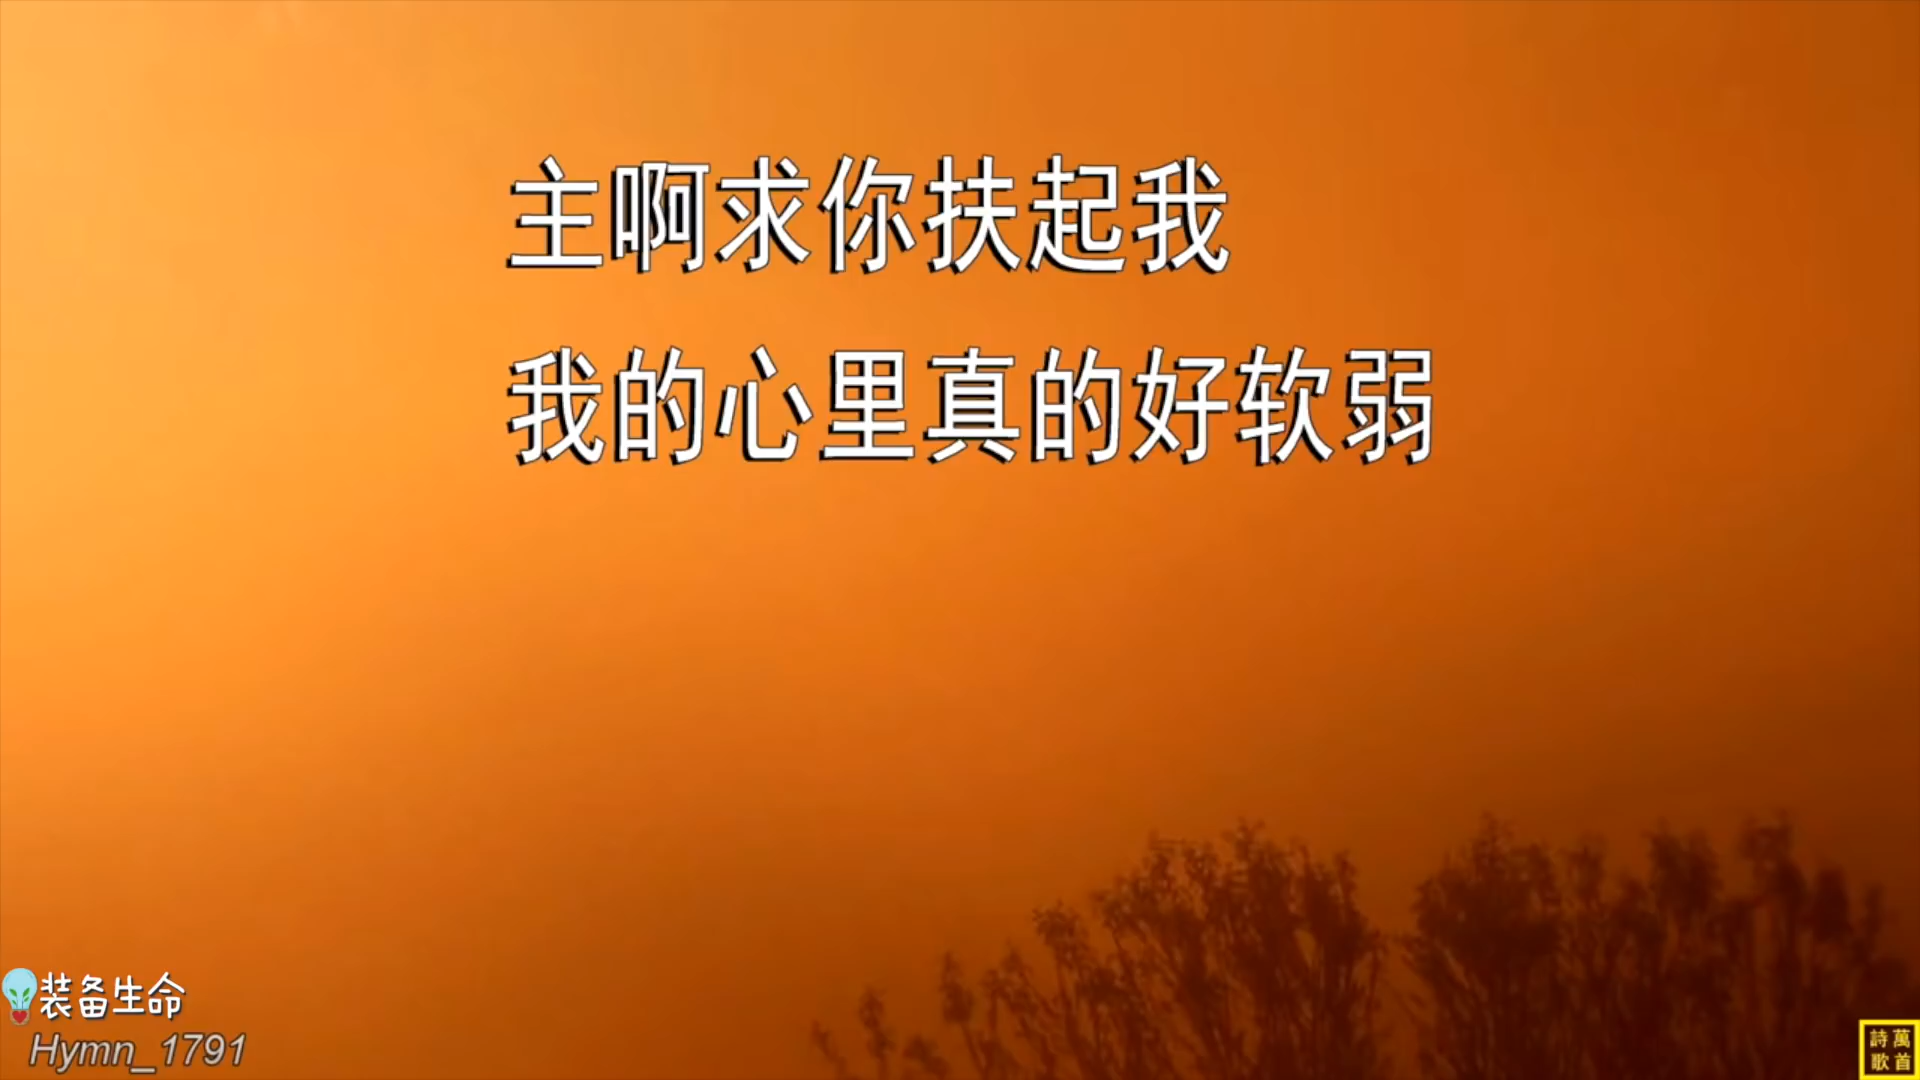 主啊求你扶起我
我的心里真的好软弱
装备生命
Hymn_1791
萬首
詩歌